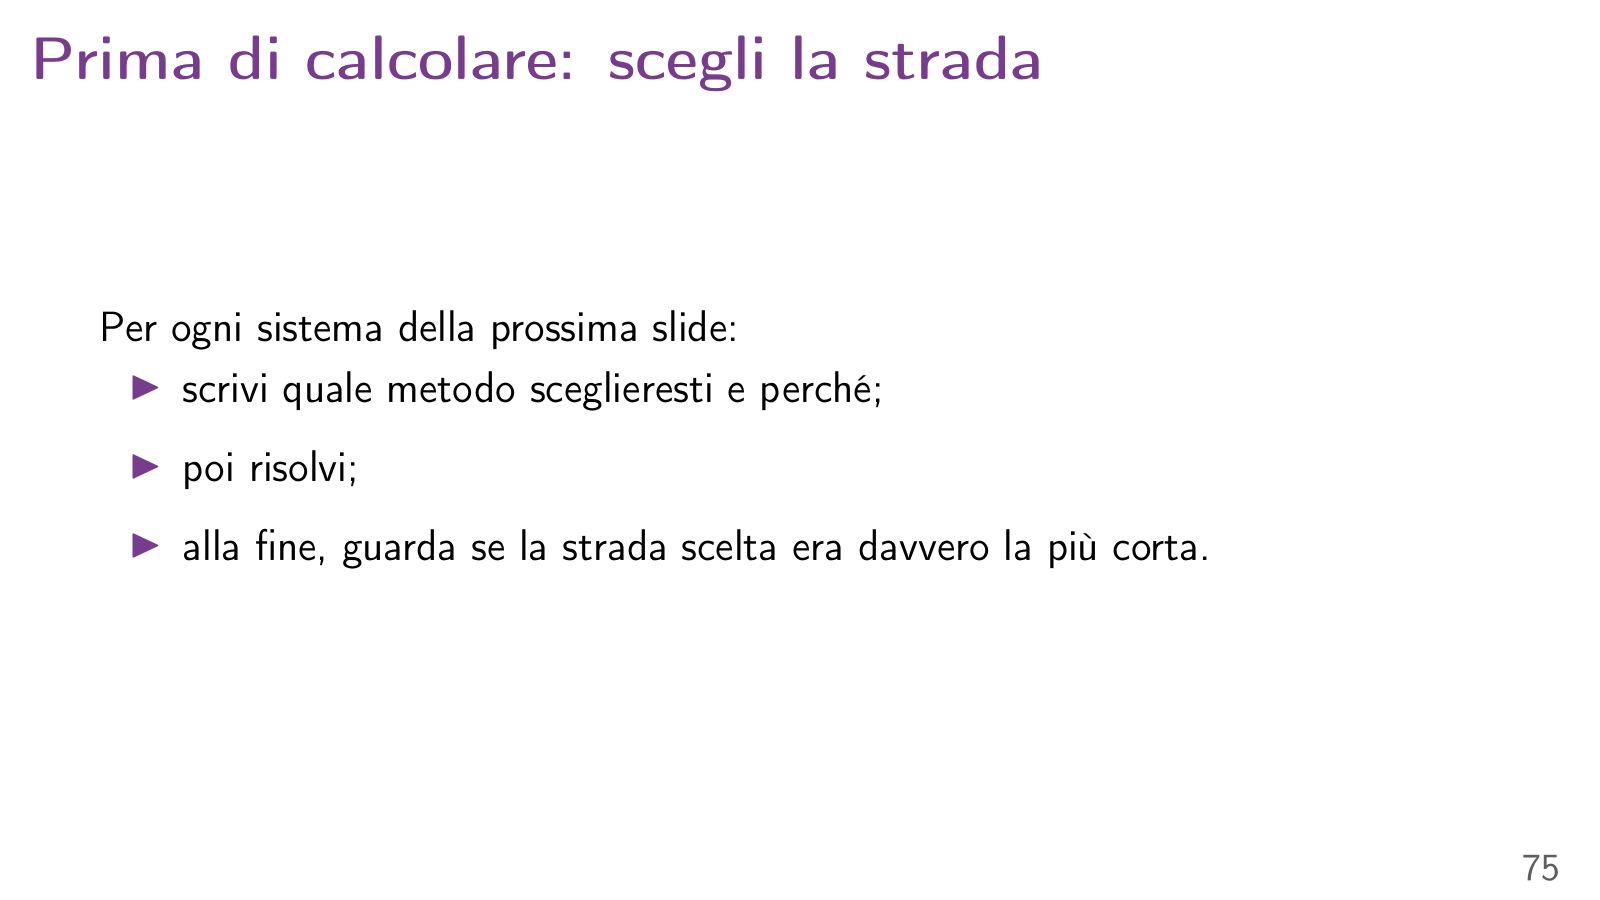 Prima di calcolare: scegli la strada
Per ogni sistema della prossima slide:
▶ scrivi quale metodo sceglieresti e perché;
▶ poi risolvi;
▶ alla fine, guarda se la strada scelta era davvero la più corta.
75